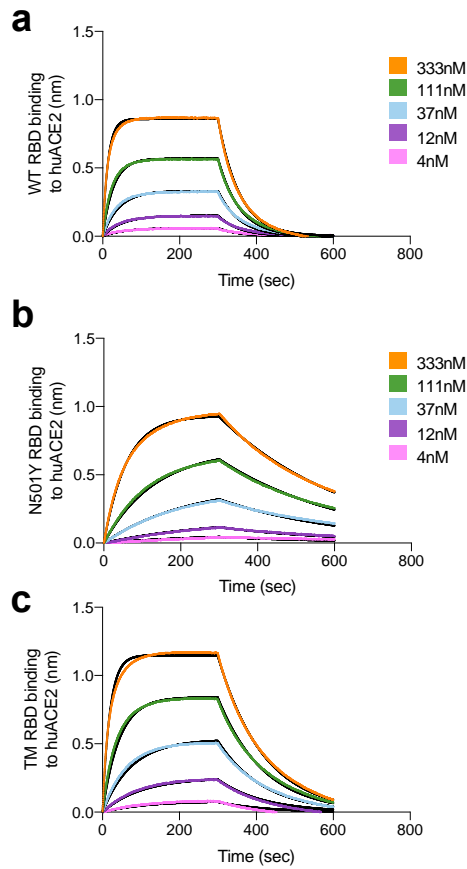 a
1.5
1.0
0.5
0.0
0
200
400
600
800
WT RBD binding
to huACE2 (nm)
Time (sec)
333nM
111nM
37nM
12nM
4nM
b
1.5
1.0
0.5
0.0
0
200
400
600
800
N501Y RBD binding
to huACE2 (nm)
Time (sec)
333nM
111nM
37nM
12nM
4nM
c
1.5
1.0
0.5
0.0
0
200
400
600
800
TM RBD binding
to huACE2 (nm)
Time (sec)